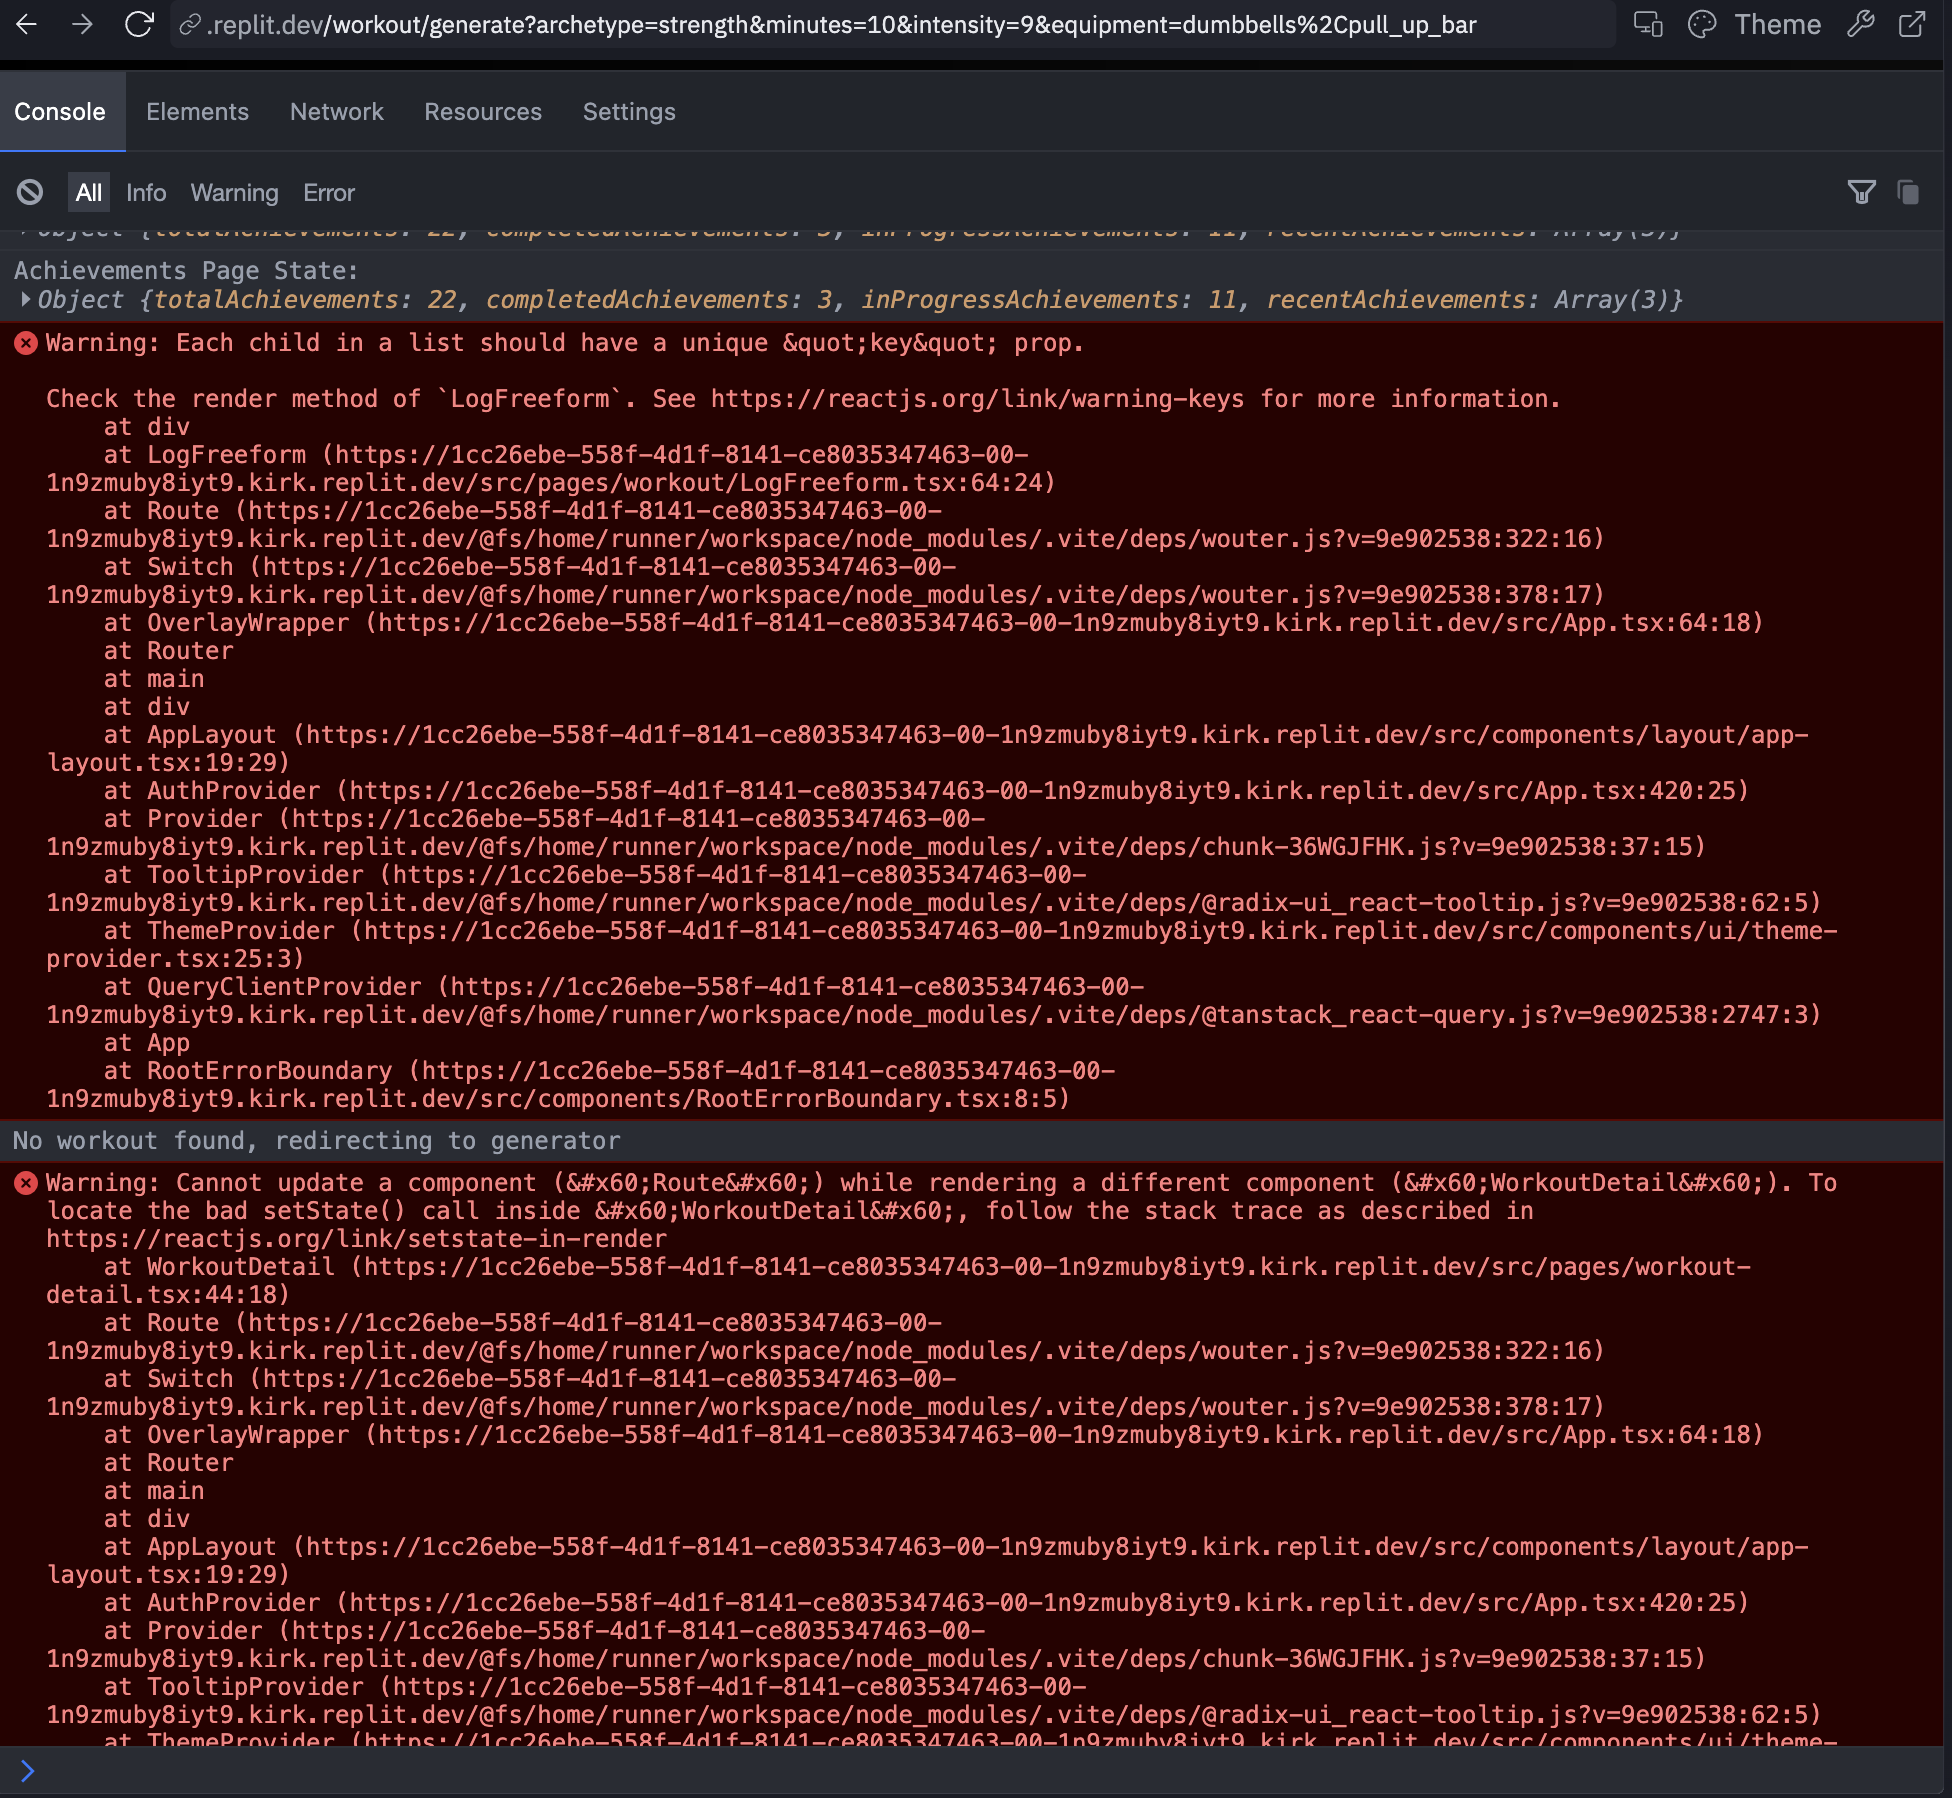 .replit.dev/workout/generate?archetype=strength&minutes=10&intensity=9&equipment=dumbbells%2Cpull_up_bar Theme
Console Elements Network Resources Settings
All Info Warning Error
Object {totalAchievements: 22, completedAchievements: 3, inProgressAchievements: 11, recentAchievements: Array(3)}
Achievements Page State:
Object {totalAchievements: 22, completedAchievements: 3, inProgressAchievements: 11, recentAchievements: Array(3)}
Warning: Each child in a list should have a unique &quot;key&quot; prop.
Check the render method of `LogFreeform`. See https://reactjs.org/link/warning-keys for more information.
at div
at LogFreeform (https://1cc26ebe-558f-4d1f-8141-ce8035347463-00-
1n9zmuby8iyt9.kirk.replit.dev/src/pages/workout/LogFreeform.tsx:64:24)
at Route (https://1cc26ebe-558f-4d1f-8141-ce8035347463-00-
1n9zmuby8iyt9.kirk.replit.dev/@fs/home/runner/workspace/node_modules/.vite/deps/wouter.js?v=9e902538:322:16)
at Switch (https://1cc26ebe-558f-4d1f-8141-ce8035347463-00-
1n9zmuby8iyt9.kirk.replit.dev/@fs/home/runner/workspace/node_modules/.vite/deps/wouter.js?v=9e902538:378:17)
at OverlayWrapper (https://1cc26ebe-558f-4d1f-8141-ce8035347463-00-1n9zmuby8iyt9.kirk.replit.dev/src/App.tsx:64:18)
at Router
at main
at div
at AppLayout (https://1cc26ebe-558f-4d1f-8141-ce8035347463-00-1n9zmuby8iyt9.kirk.replit.dev/src/components/layout/app-
layout.tsx:19:29)
at AuthProvider (https://1cc26ebe-558f-4d1f-8141-ce8035347463-00-1n9zmuby8iyt9.kirk.replit.dev/src/App.tsx:420:25)
at Provider (https://1cc26ebe-558f-4d1f-8141-ce8035347463-00-
1n9zmuby8iyt9.kirk.replit.dev/@fs/home/runner/workspace/node_modules/.vite/deps/chunk-36WGJFHK.js?v=9e902538:37:15)
at TooltipProvider (https://1cc26ebe-558f-4d1f-8141-ce8035347463-00-
1n9zmuby8iyt9.kirk.replit.dev/@fs/home/runner/workspace/node_modules/.vite/deps/@radix-ui_react-tooltip.js?v=9e902538:62:5)
at ThemeProvider (https://1cc26ebe-558f-4d1f-8141-ce8035347463-00-1n9zmuby8iyt9.kirk.replit.dev/src/components/ui/theme-
provider.tsx:25:3)
at QueryClientProvider (https://1cc26ebe-558f-4d1f-8141-ce8035347463-00-
1n9zmuby8iyt9.kirk.replit.dev/@fs/home/runner/workspace/node_modules/.vite/deps/@tanstack_react-query.js?v=9e902538:2747:3)
at App
at RootErrorBoundary (https://1cc26ebe-558f-4d1f-8141-ce8035347463-00-
1n9zmuby8iyt9.kirk.replit.dev/src/components/RootErrorBoundary.tsx:8:5)
No workout found, redirecting to generator
Warning: Cannot update a component (&#x60;Route&#x60;) while rendering a different component (&#x60;WorkoutDetail&#x60;). To
locate the bad setState() call inside &#x60;WorkoutDetail&#x60;, follow the stack trace as described in
https://reactjs.org/link/setstate-in-render
at WorkoutDetail (https://1cc26ebe-558f-4d1f-8141-ce8035347463-00-1n9zmuby8iyt9.kirk.replit.dev/src/pages/workout-
detail.tsx:44:18)
at Route (https://1cc26ebe-558f-4d1f-8141-ce8035347463-00-
1n9zmuby8iyt9.kirk.replit.dev/@fs/home/runner/workspace/node_modules/.vite/deps/wouter.js?v=9e902538:322:16)
at Switch (https://1cc26ebe-558f-4d1f-8141-ce8035347463-00-
1n9zmuby8iyt9.kirk.replit.dev/@fs/home/runner/workspace/node_modules/.vite/deps/wouter.js?v=9e902538:378:17)
at OverlayWrapper (https://1cc26ebe-558f-4d1f-8141-ce8035347463-00-1n9zmuby8iyt9.kirk.replit.dev/src/App.tsx:64:18)
at Router
at main
at div
at AppLayout (https://1cc26ebe-558f-4d1f-8141-ce8035347463-00-1n9zmuby8iyt9.kirk.replit.dev/src/components/layout/app-
layout.tsx:19:29)
at AuthProvider (https://1cc26ebe-558f-4d1f-8141-ce8035347463-00-1n9zmuby8iyt9.kirk.replit.dev/src/App.tsx:420:25)
at Provider (https://1cc26ebe-558f-4d1f-8141-ce8035347463-00-
1n9zmuby8iyt9.kirk.replit.dev/@fs/home/runner/workspace/node_modules/.vite/deps/chunk-36WGJFHK.js?v=9e902538:37:15)
at TooltipProvider (https://1cc26ebe-558f-4d1f-8141-ce8035347463-00-
1n9zmuby8iyt9.kirk.replit.dev/@fs/home/runner/workspace/node_modules/.vite/deps/@radix-ui_react-tooltip.js?v=9e902538:62:5)
at ThemeProvider (https://1cc26ebe-558f-4d1f-8141-ce8035347463-00-1n9zmuby8iyt9.kirk.replit.dev/src/components/ui/theme-